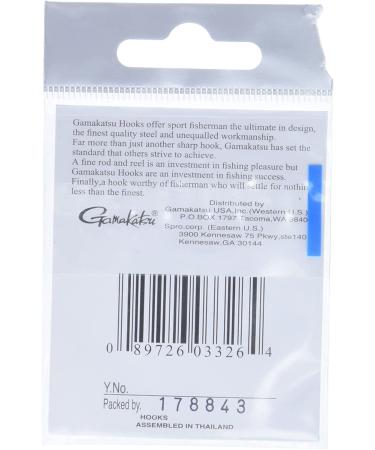 Gamakatsu Hooks offer sport fisherman the ultimate in design,
the finest quality steel and unequalled workmanship.
Far more than just another sharp hook, Gamakatsu has set the
standard that others strive to achieve.
A fine rod and reel is an investment in fishing pleasure but
Gamakatsu Hooks are an investment in fishing success.
Finally,a hook worthy of fisherman who will settle for nothing
less than the finest.
Distributed by
Gamakatsu USA,Inc.(Western U.S.)
P.O.BOX 1797 Tacoma,WA 9840
Gamakatsu
Spro.corp. (Eastern U.S.)
3900 Kennesaw 75 Pkwy,ste140
Kennesaw,GA 30144
0 89726 03326 4
Y.No.
Packed by. 178843
HOOKS
ASSEMBLED IN THAILAND